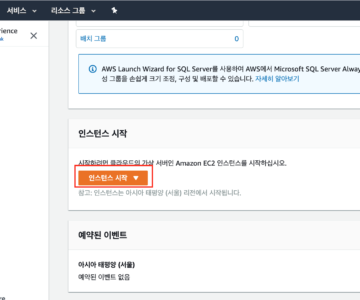 서비스 리소스 그룹
erience
배치 그룹 0
AWS Launch Wizard for SQL Server를 사용하여 AWS에서 Microsoft SQL Server Alway
성 그룹을 손쉽게 크기 조정, 구성 및 배포할 수 있습니다. 자세히 알아보기
인스턴스 시작
시작하려면 클라우드의 가상 서버인 Amazon EC2 인스턴스를 시작하십시오.
인스턴스 시작
참고: 인스턴스는 아시아 태평양 (서울) 리전에서 시작됩니다.
예약된 이벤트
아시아 태평양 (서울)
예약된 이벤트 없음